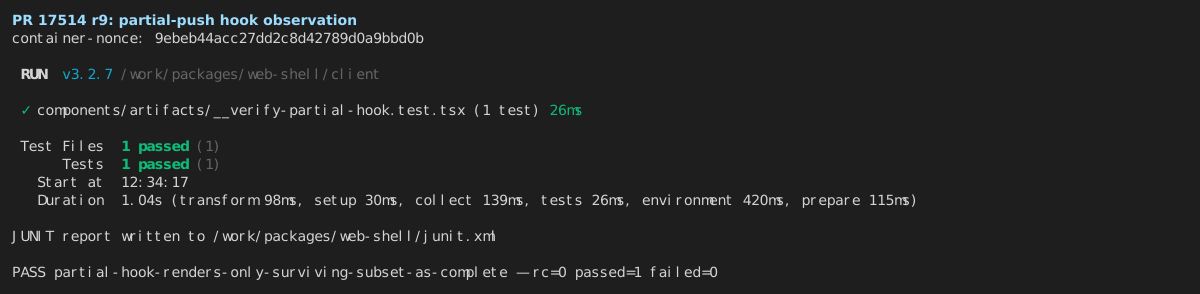 PR 17514 r9: partial-push hook observation
container-nonce: 9ebeb44acc27dd2c8d42789d0a9bbd0b
RUN v3.2.7 /work/packages/web-shell/client
✓ components/artifacts/__verify-partial-hook.test.tsx (1 test) 26ms
Test Files 1 passed (1)
Tests 1 passed (1)
Start at 12:34:17
Duration 1.04s (transform 98ms, setup 30ms, collect 139ms, tests 26ms, environment 420ms, prepare 115ms)
JUNIT report written to /work/packages/web-shell/junit.xml
PASS partial-hook-renders-only-surviving-subset-as-complete — rc=0 passed=1 failed=0